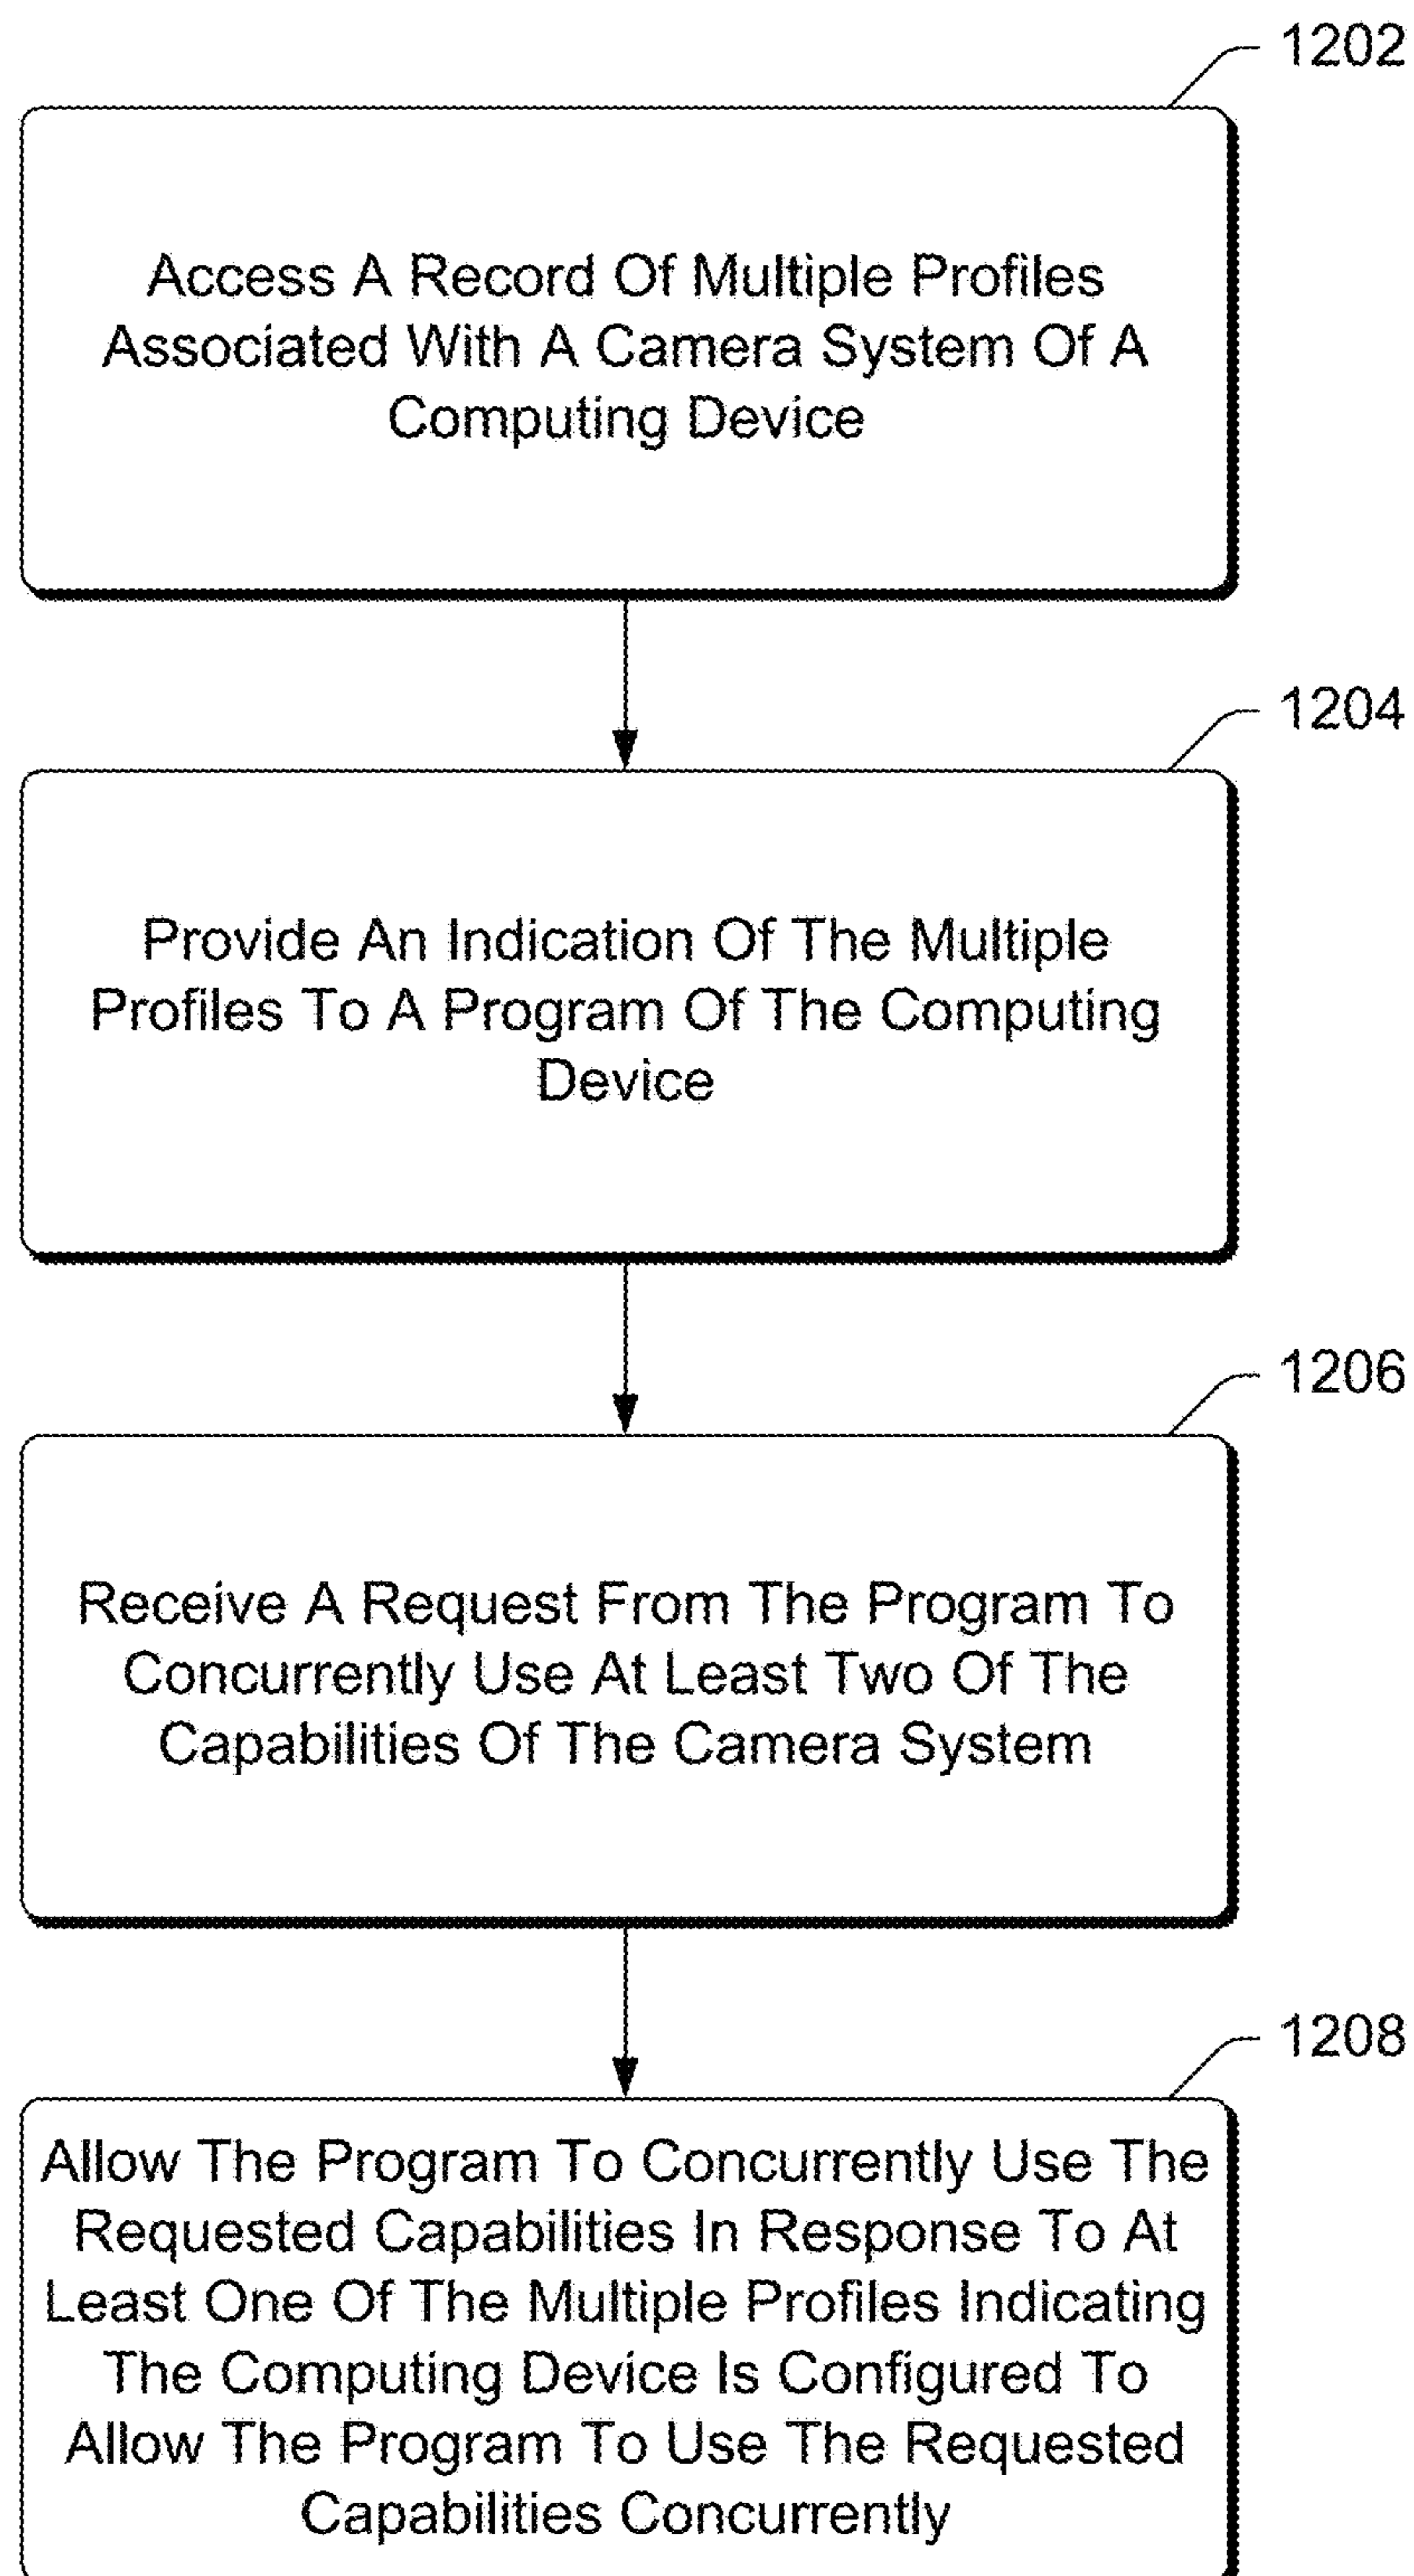 1202
Access A Record Of Multiple Profiles
Associated With A Camera System Of A
Computing Device
1204
Provide An Indication Of The Multiple
Profiles To A Program Of The Computing
Device
1206
Receive A Request From The Program To
Concurrently Use At Least Two Of The
Capabilities Of The Camera System
1208
Allow The Program To Concurrently Use The
Requested Capabilities In Response To At
Least One Of The Multiple Profiles Indicating
The Computing Device Is Configured To
Allow The Program To Use The Requested
Capabilities Concurrently